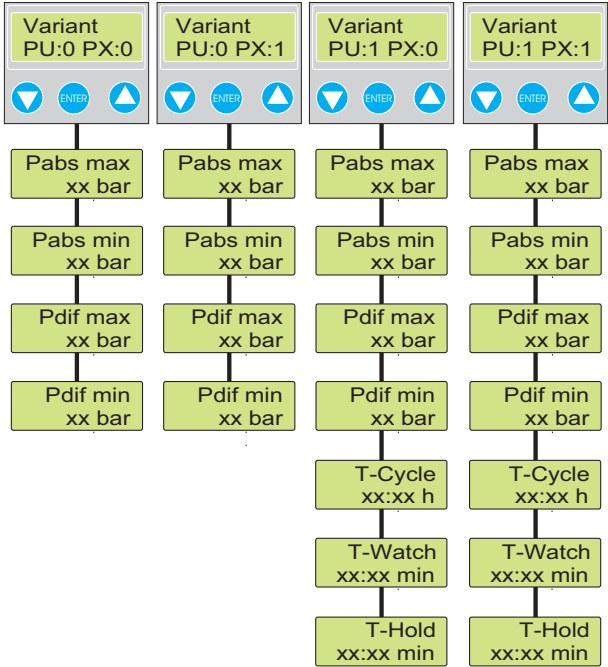 Variant
PU:0 PX:0
ENTER
Pabs max
xx bar
Pabs min
xx bar
Pdif max
xx bar
Pdif min
xx bar
Variant
PU:0 PX:1
ENTER
Pabs max
xx bar
Pabs min
xx bar
Pdif max
xx bar
Pdif min
xx bar
Variant
PU:1 PX:0
ENTER
Pabs max
xx bar
Pabs min
xx bar
Pdif max
xx bar
Pdif min
xx bar
T-Cycle
xx:xx h
T-Watch
xx:xx min
T-Hold
xx:xx min
Variant
PU:1 PX:1
ENTER
Pabs max
xx bar
Pabs min
xx bar
Pdif max
xx bar
Pdif min
xx bar
T-Cycle
xx:xx h
T-Watch
xx:xx min
T-Hold
xx:xx min